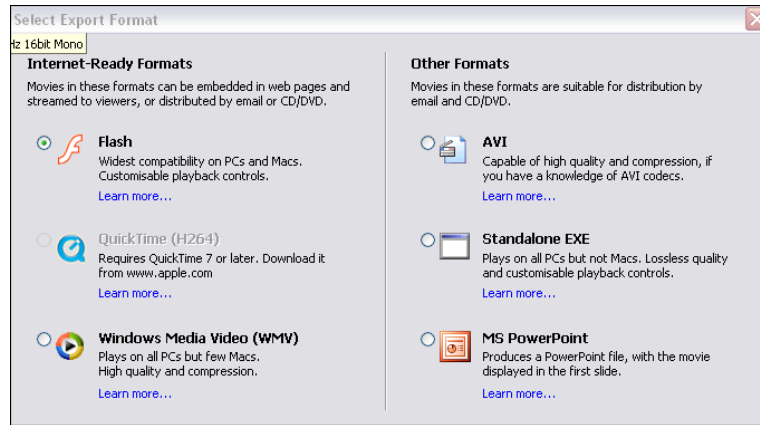 Select Export Format
Hz 16bit Mono
Internet-Ready Formats
Movies in these formats can be embedded in web pages and
streamed to viewers, or distributed by email or CD/DVD.
Flash
Widest compatibility on PCs and Macs.
Customisable playback controls.
Learn more...
QuickTime (H264)
Requires QuickTime 7 or later. Download it
from www.apple.com
Learn more...
Windows Media Video (WMV)
Plays on all PCs but few Macs.
High quality and compression.
Learn more...
Other Formats
Movies in these formats are suitable for distribution by
email and CD/DVD.
AVI
Capable of high quality and compression, if
you have a knowledge of AVI codecs.
Learn more...
Standalone EXE
Plays on all PCs but not Macs. Lossless quality
and customisable playback controls.
Learn more...
MS PowerPoint
Produces a PowerPoint file, with the movie
displayed in the first slide.
Learn more...